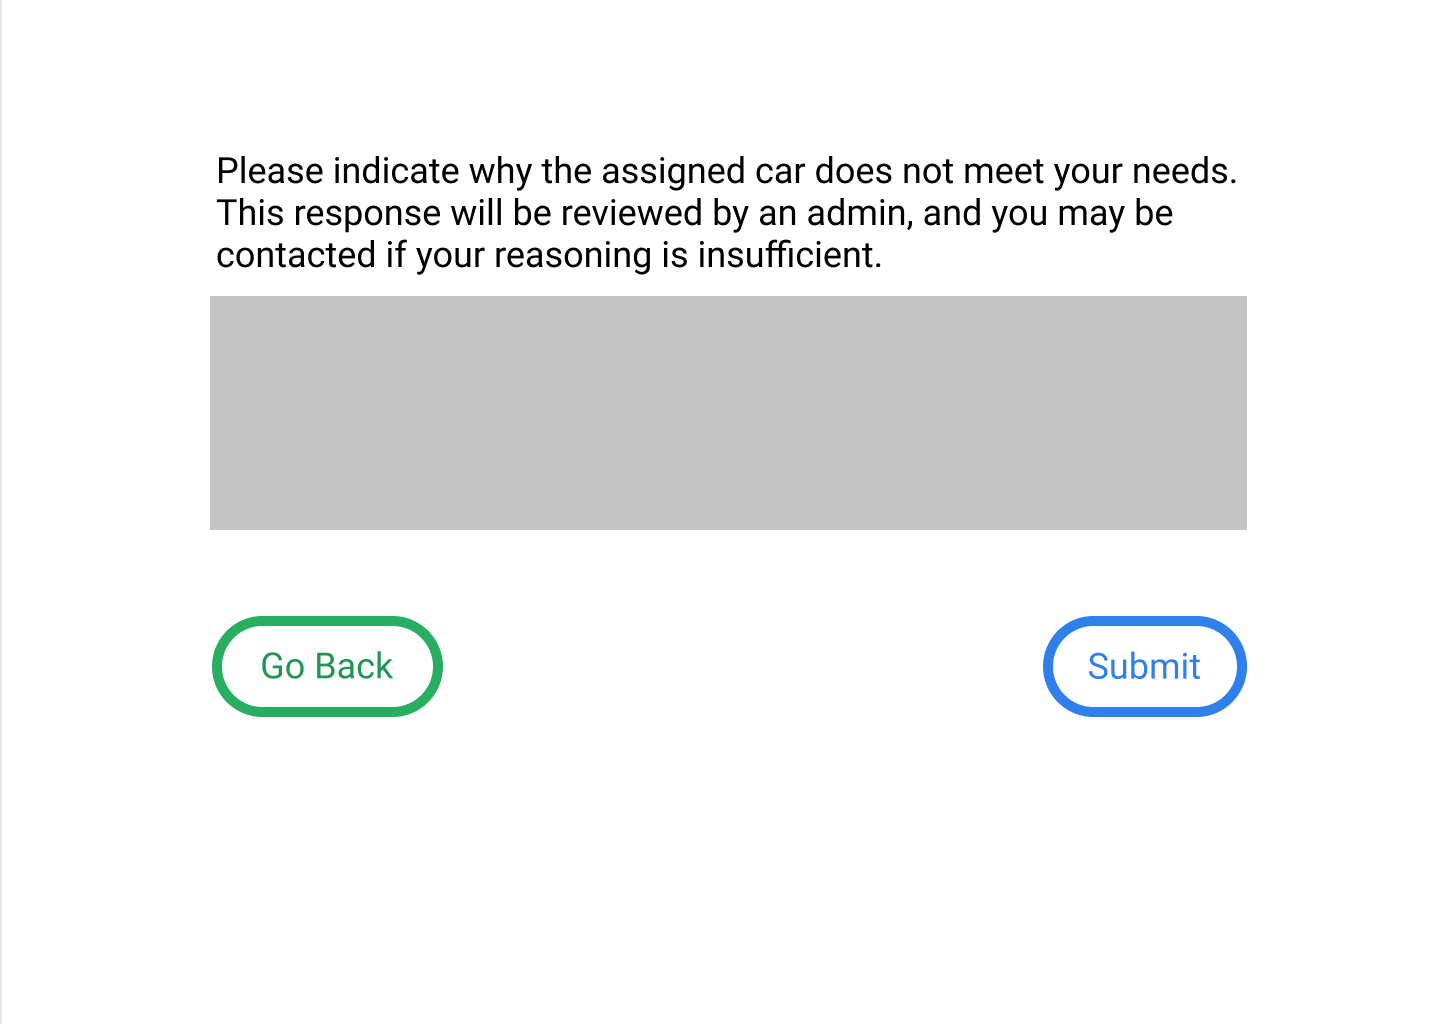 Please indicate why the assigned car does not meet your needs.
This response will be reviewed by an admin, and you may be
contacted if your reasoning is insufficient.
Go Back
Submit